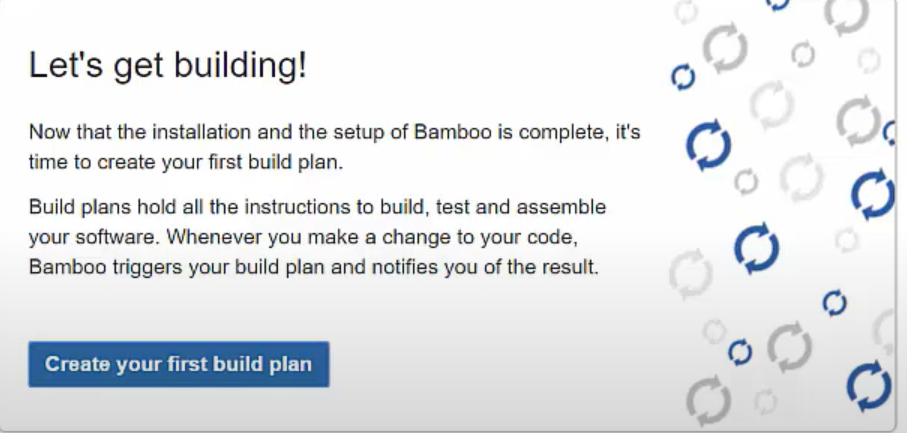 Let's get building!
Now that the installation and the setup of Bamboo is complete, it's
time to create your first build plan.
Build plans hold all the instructions to build, test and assemble
your software. Whenever you make a change to your code,
Bamboo triggers your build plan and notifies you of the result.
Create your first build plan